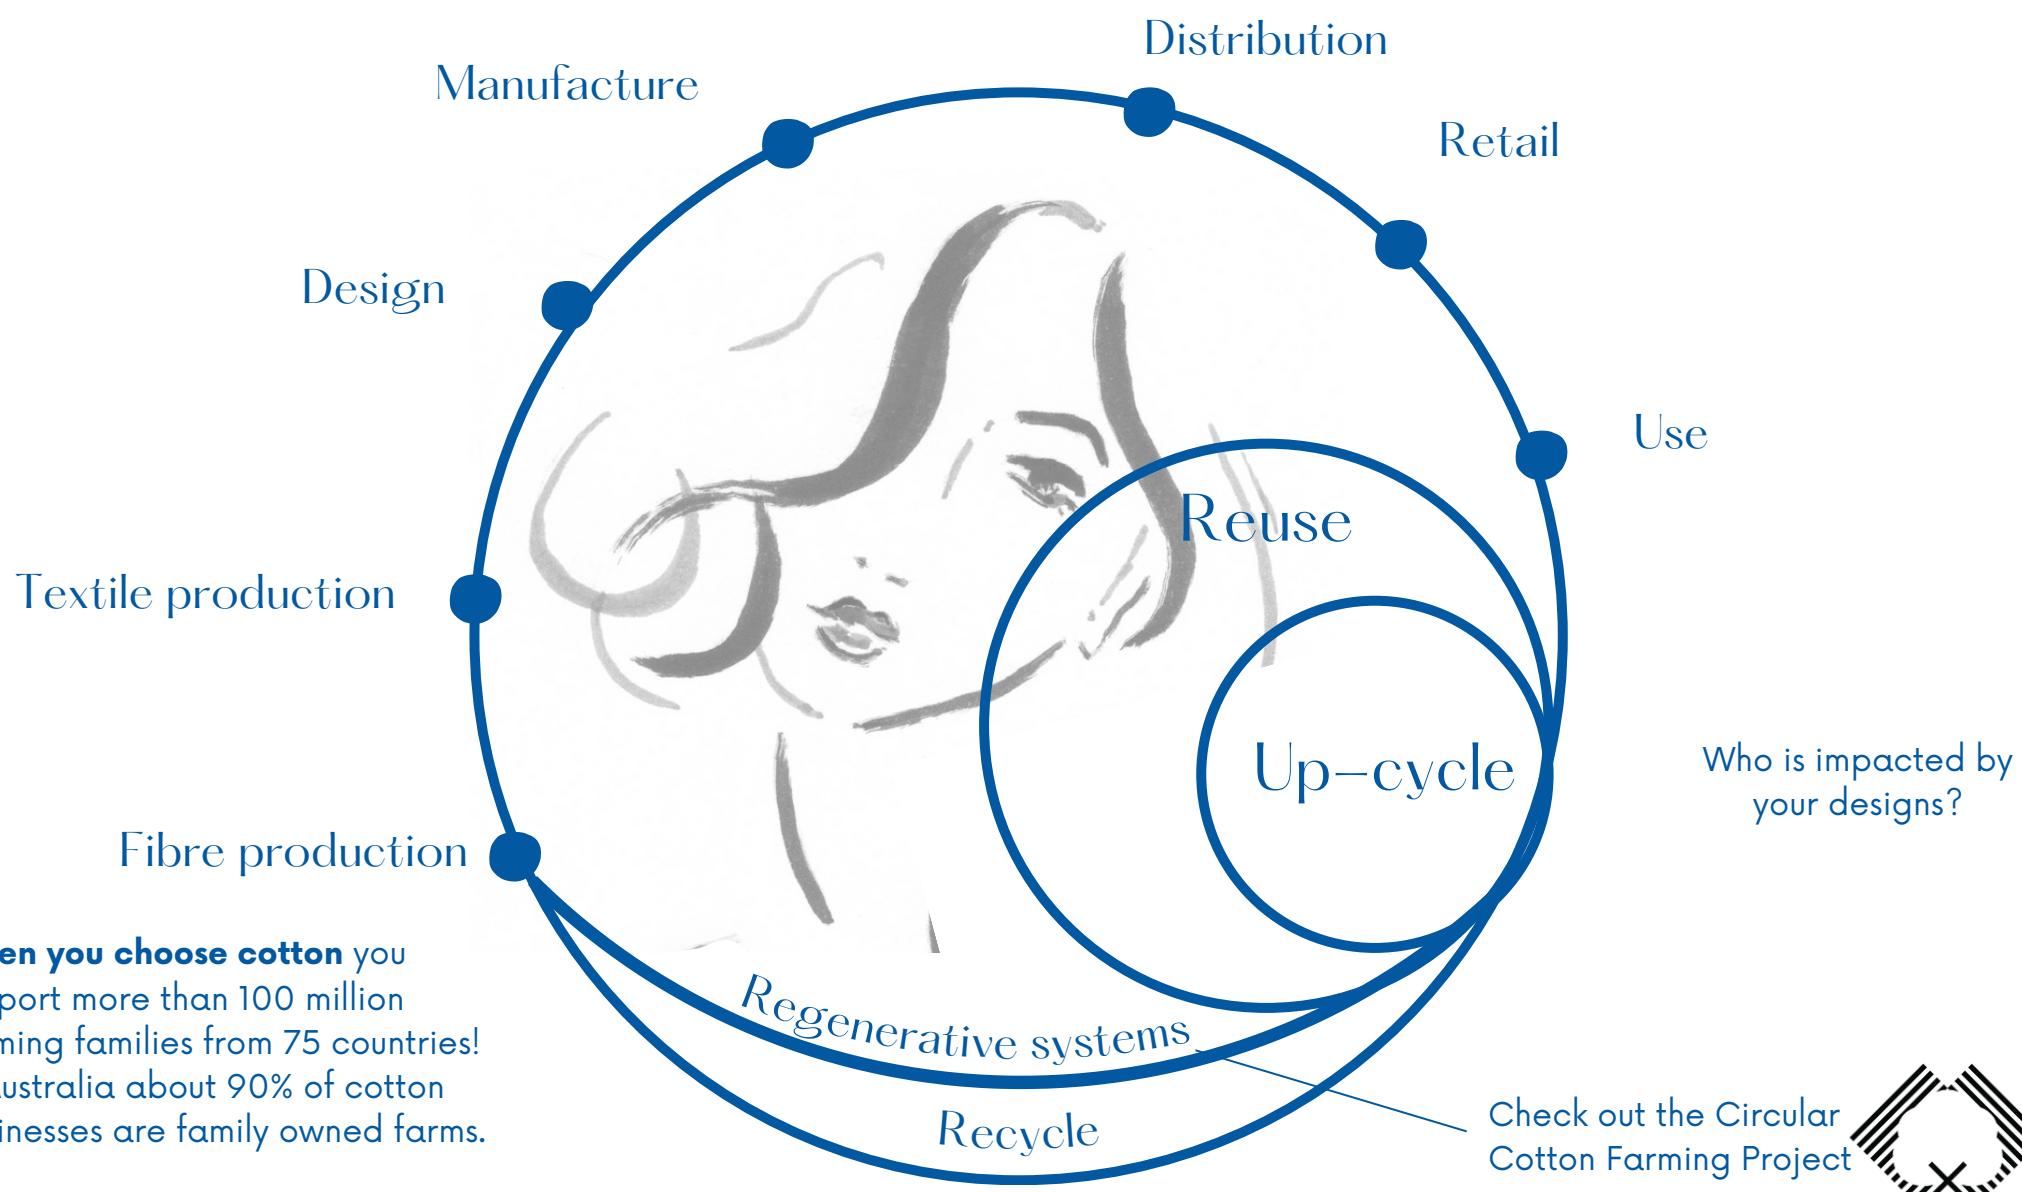 Distribution
Manufacture
Retail
Design
Use
Reuse
Textile production
Up-cycle
Who is impacted by
your designs?
Fibre production
en you choose cotton you
port more than 100 million
ming families from 75 countries!
ustralia about 90% of cotton
inesses are family owned farms.
Regenerative systems
Recycle
Check out the Circular
Cotton Farming Project